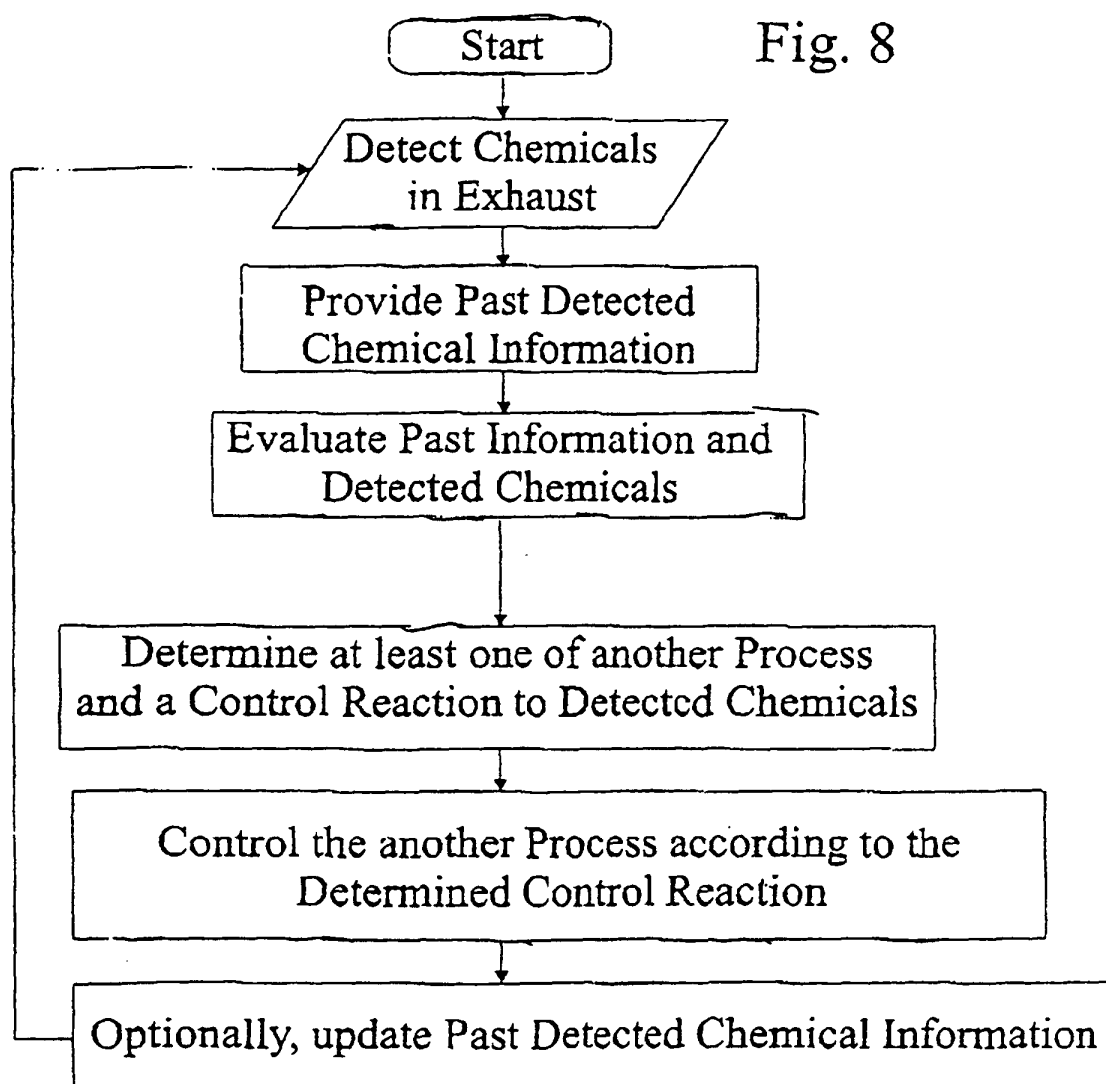 Start
Fig. 8
Detect Chemicals
in Exhaust
Provide Past Detected
Chemical Information
Evaluate Past Information and
Detected Chemicals
Determine at least one of another Process
and a Control Reaction to Detected Chemicals
Control the another Process according to the
Determined Control Reaction
Optionally, update Past Detected Chemical Information